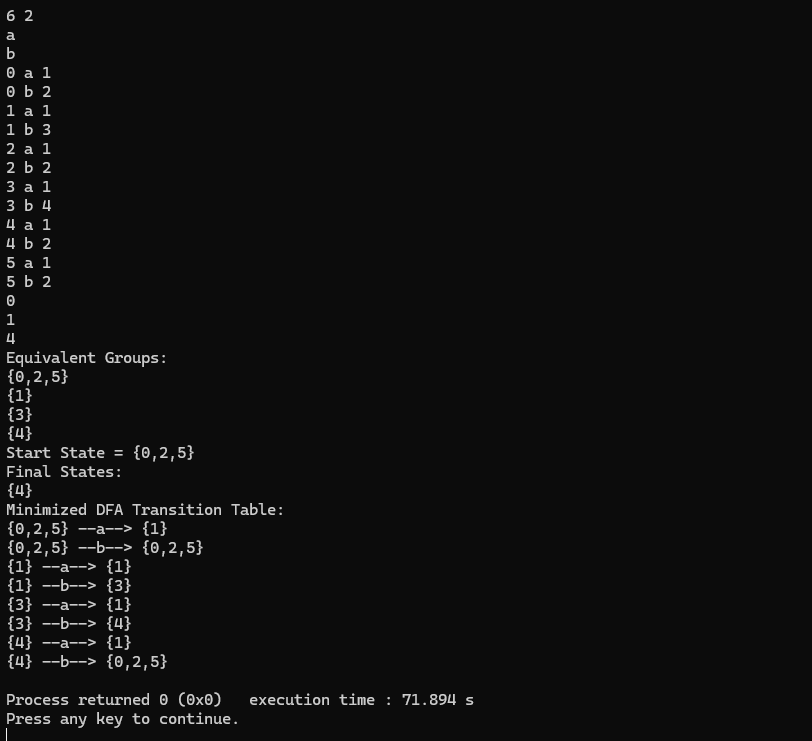 6 2
a
b
0 a 1
0 b 2
1 a 1
1 b 3
2 a 1
2 b 2
3 a 1
3 b 4
4 a 1
4 b 2
5 a 1
5 b 2
0
1
4
Equivalent Groups:
{0,2,5}
{1}
{3}
{4}
Start State = {0,2,5}
Final States:
{4}
Minimized DFA Transition Table:
{0,2,5} --a--> {1}
{0,2,5} --b--> {0,2,5}
{1} --a--> {1}
{1} --b--> {3}
{3} --a--> {1}
{3} --b--> {4}
{4} --a--> {1}
{4} --b--> {0,2,5}
Process returned 0 (0x0)   execution time : 71.894 s
Press any key to continue.